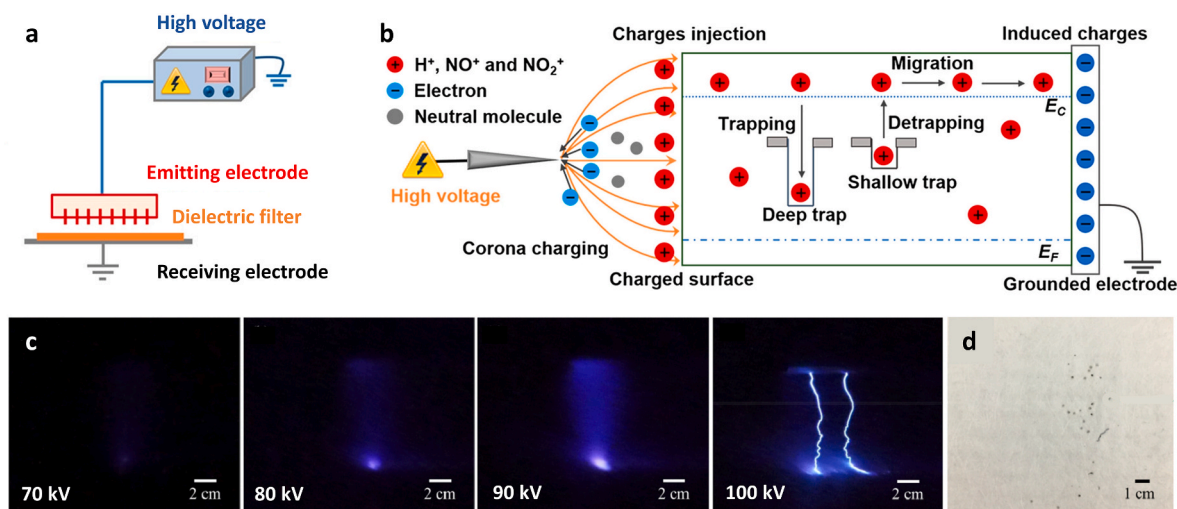 a
High voltage
Emitting electrode
Dielectric filter
Receiving electrode
b
H⁺, NO⁺ and NO₂⁺
Electron
Neutral molecule
High voltage
Corona charging
Charges injection
Charged surface
Trapping
Deep trap
Detrapping
Shallow trap
Migration
E_C
E_F
Induced charges
Grounded electrode
c
70 kV
2 cm
80 kV
2 cm
90 kV
2 cm
100 kV
2 cm
d
1 cm